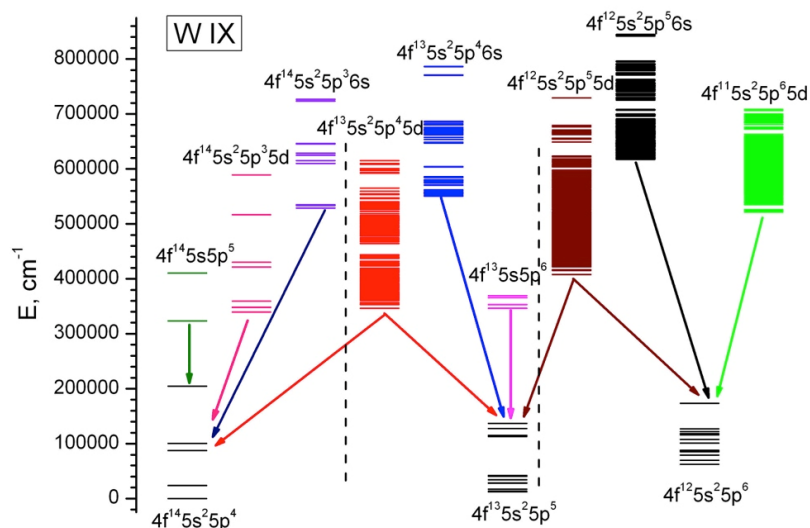 W IX
4f¹²5s²5p⁵6s
4f¹³5s²5p⁴6s
4f¹⁴5s²5p³6s
4f¹²5s²5p⁵5d
4f¹¹5s²5p⁶5d
4f¹³5s²5p⁴5d
4f¹⁴5s²5p³5d
4f¹⁴5s5p⁵
4f¹³5s5p⁶
E, cm⁻¹
800000
700000
600000
500000
400000
300000
200000
100000
0
4f¹⁴5s²5p⁴
4f¹³5s²5p⁵
4f¹²5s²5p⁶